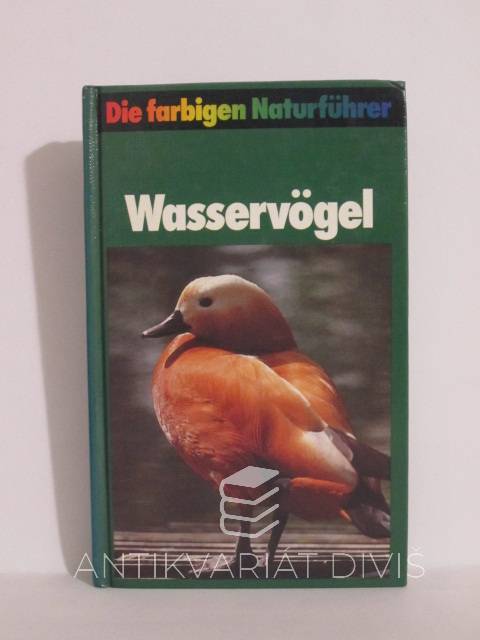 Die farbigen Naturführer
Wasservögel
ANTIKVARIÁT DIVIŠ